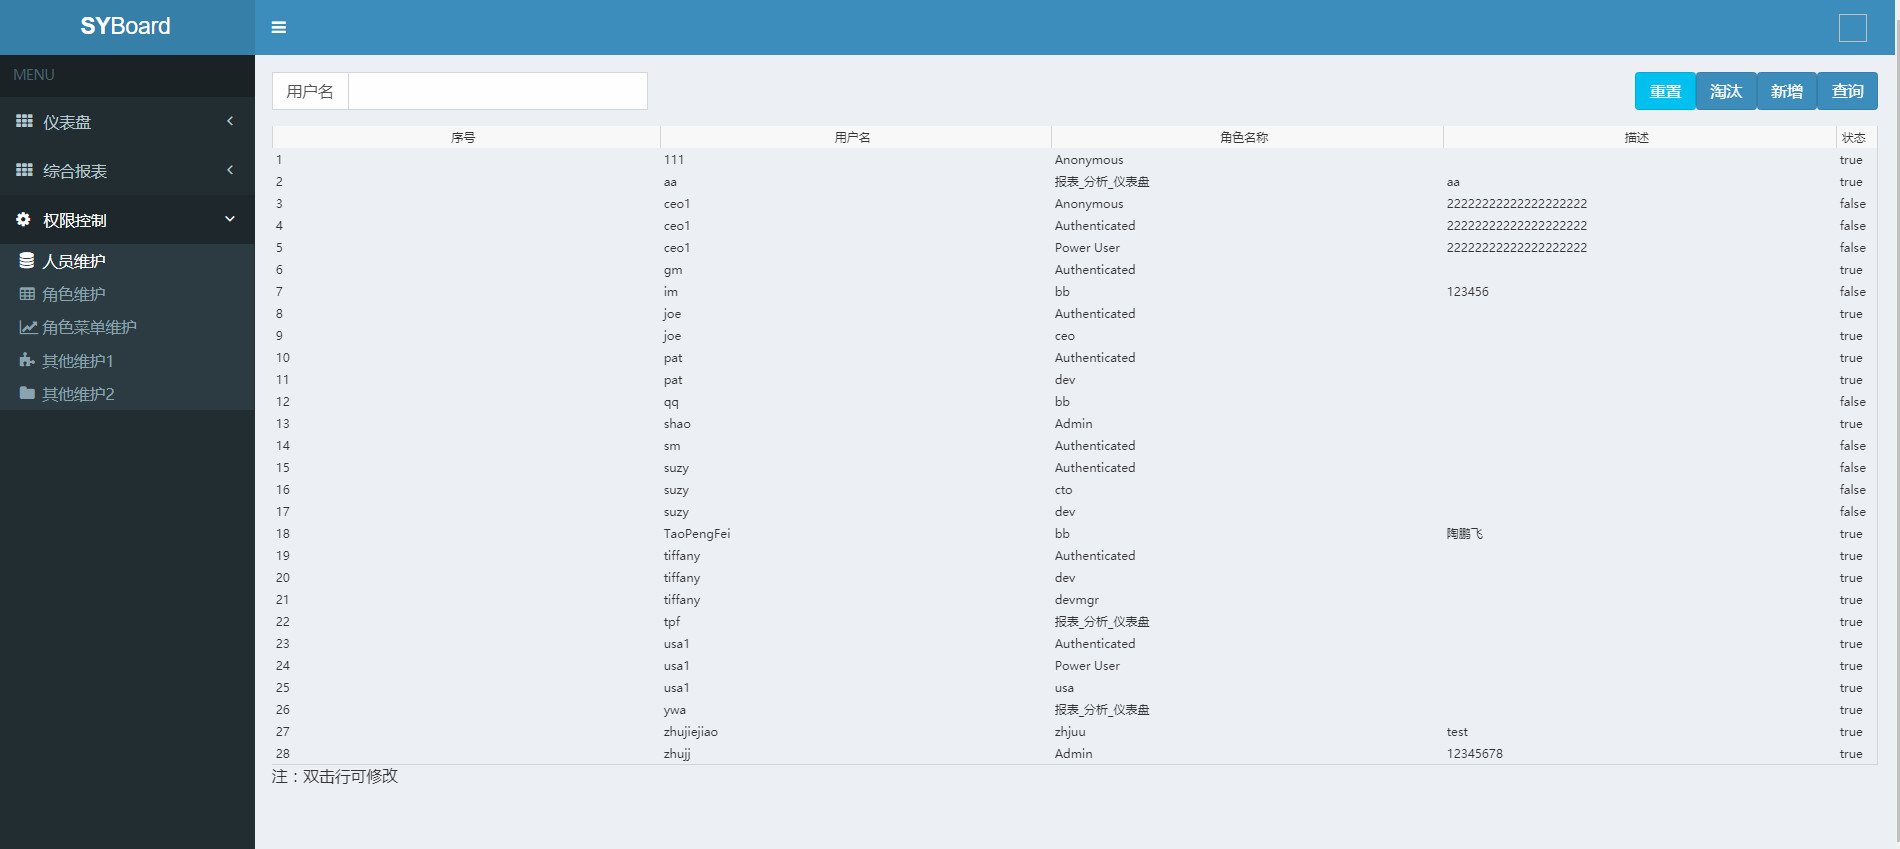 SYBoard
MENU
仪表盘
综合报表
权限控制
人员维护
角色维护
角色菜单维护
其他维护1
其他维护2
用户名
重置 淘汰 新增 查询
序号 用户名 角色名称 描述 状态
1 111 Anonymous true
2 aa 报表_分析_仪表盘 aa true
3 ceo1 Anonymous 22222222222222222222 false
4 ceo1 Authenticated 22222222222222222222 false
5 ceo1 Power User 22222222222222222222 false
6 gm Authenticated true
7 im bb 123456 false
8 joe Authenticated true
9 joe ceo true
10 pat Authenticated true
11 pat dev true
12 qq bb false
13 shao Admin true
14 sm Authenticated false
15 suzy Authenticated false
16 suzy cto false
17 suzy dev false
18 TaoPengFei bb 陶鹏飞 true
19 tiffany Authenticated true
20 tiffany dev true
21 tiffany devmgr true
22 tpf 报表_分析_仪表盘 true
23 usa1 Authenticated true
24 usa1 Power User true
25 usa1 usa true
26 ywa 报表_分析_仪表盘 true
27 zhujiejiao zhjuu test true
28 zhujj Admin 12345678 true
注：双击行可修改